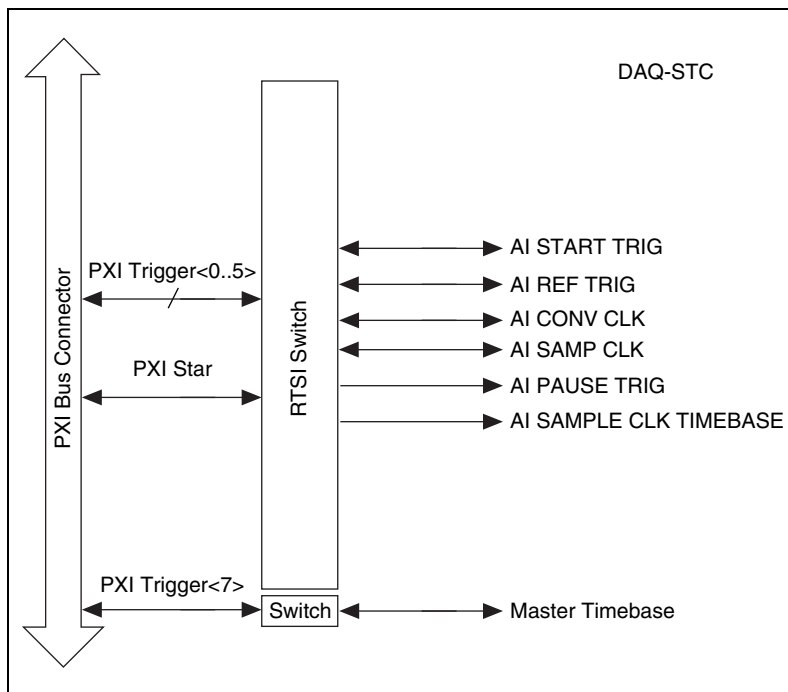 DAQ-STC
PXI Bus Connector
PXI Trigger<0..5>
PXI Star
PXI Trigger<7>
RTSI Switch
Switch
AI START TRIG
AI REF TRIG
AI CONV CLK
AI SAMP CLK
AI PAUSE TRIG
AI SAMPLE CLK TIMEBASE
Master Timebase